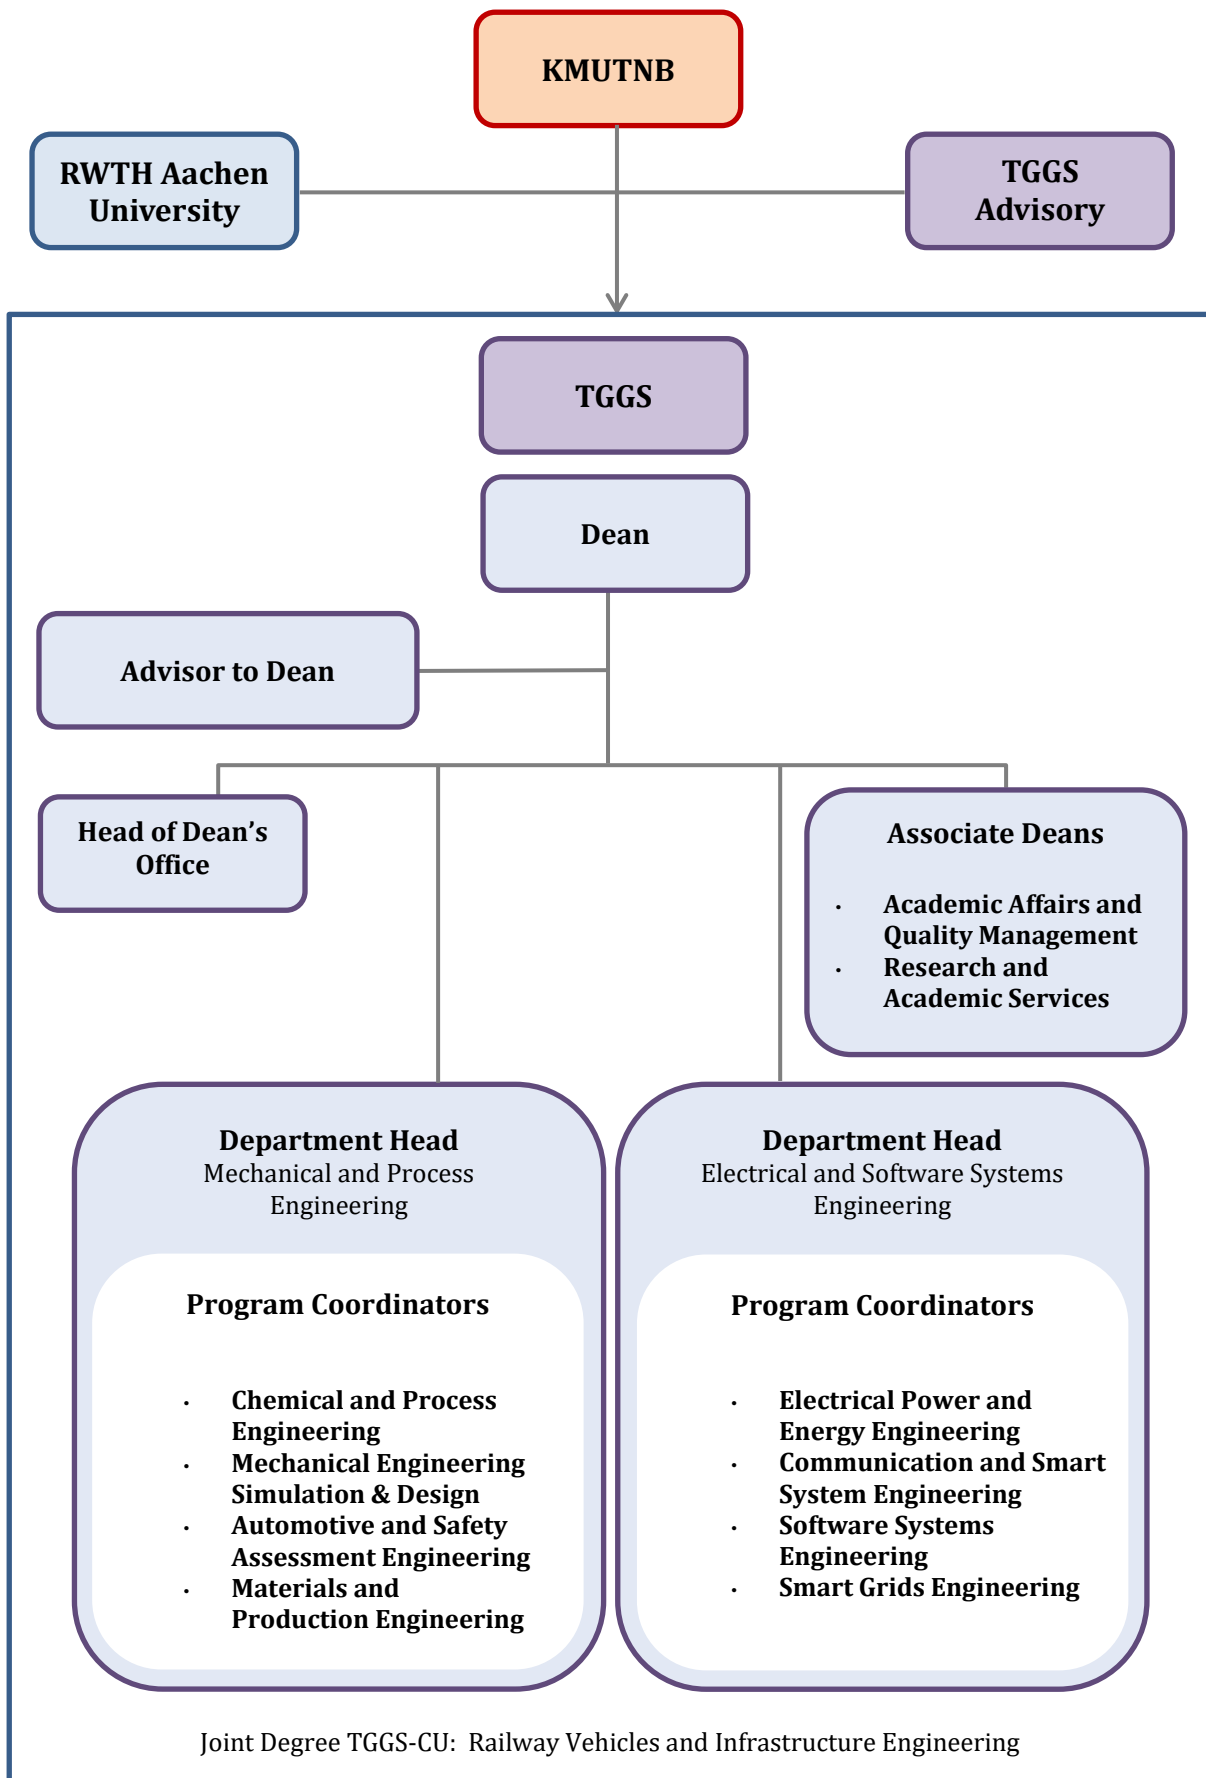 KMUTNB
RWTH Aachen
University
TGGS
Advisory
TGGS
Dean
Advisor to Dean
Head of Dean’s
Office
Associate Deans
· Academic Affairs and
Quality Management
· Research and
Academic Services
Department Head
Mechanical and Process
Engineering
Program Coordinators
· Chemical and Process
Engineering
· Mechanical Engineering
Simulation & Design
· Automotive and Safety
Assessment Engineering
· Materials and
Production Engineering
Department Head
Electrical and Software Systems
Engineering
Program Coordinators
· Electrical Power and
Energy Engineering
· Communication and Smart
System Engineering
· Software Systems
Engineering
· Smart Grids Engineering
Joint Degree TGGS-CU: Railway Vehicles and Infrastructure Engineering